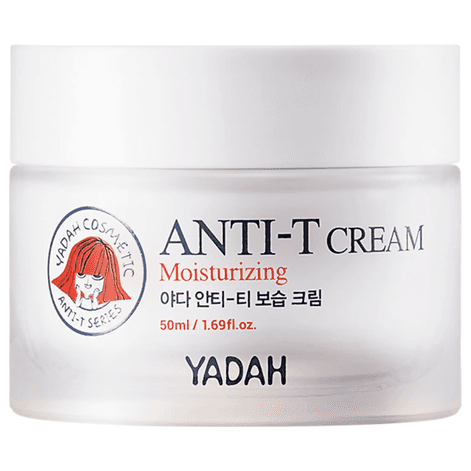 YADAH COSMETIC
ANTI-T SERIES
ANTI-T CREAM
Moisturizing
야다 안티-티 보습 크림
50ml / 1.69fl.oz.
YADAH